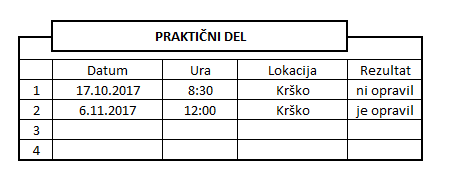 PRAKTIČNI DEL
Datum Ura Lokacija Rezultat
1 17.10.2017 8:30 Krško ni opravil
2 6.11.2017 12:00 Krško je opravil
3
4